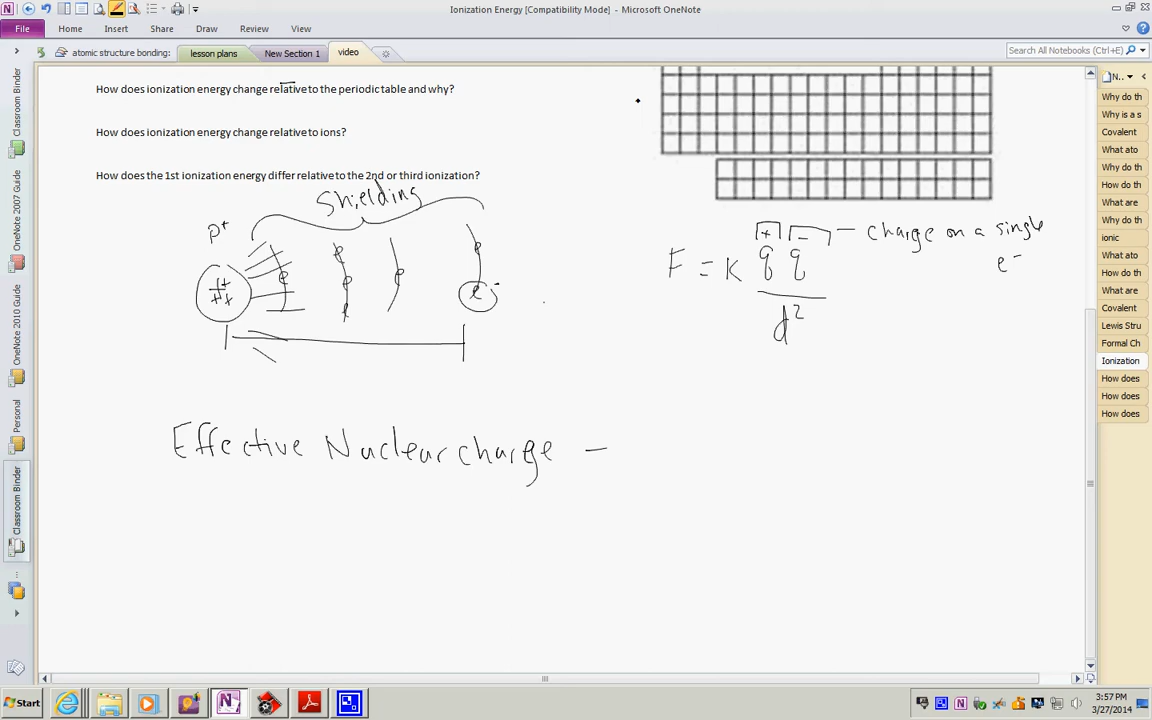 Ionization Energy [Compatibility Mode] - Microsoft OneNote
File Home Insert Share Draw Review View
atomic structure bonding: lesson plans New Section 1 video
Search All Notebooks (Ctrl+E)
How does ionization energy change relative to the periodic table and why?
How does ionization energy change relative to ions?
How does the 1st ionization energy differ relative to the 2nd or third ionization?
Shielding
P+
++
++
e
e
e
e
e
e-
F = K q q
d²
+ -
— charge on a single
e-
Effective Nuclear charge —
Classroom Binder
OneNote 2007 Guide
OneNote 2010 Guide
Personal
Classroom Binder
N..
Why do th
Why is a s
Covalent
What ato
Why do th
How do th
What are
Why do th
ionic
What ato
How do th
What are
Covalent
Lewis Stru
Formal Ch
Ionization
How does
How does
How does
Start
3:57 PM
3/27/2014